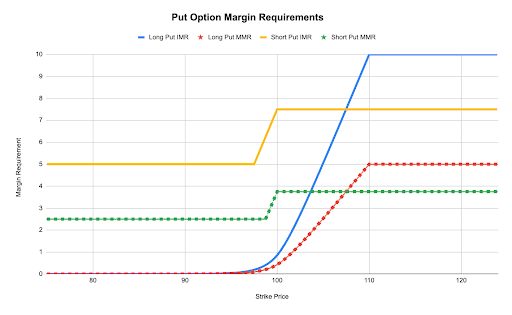 Put Option Margin Requirements
Long Put IMR Long Put MMR Short Put IMR Short Put MMR
10
9
8
7
6
5
4
3
2
1
0
Margin Requirement
80 90 100 110 120
Strike Price